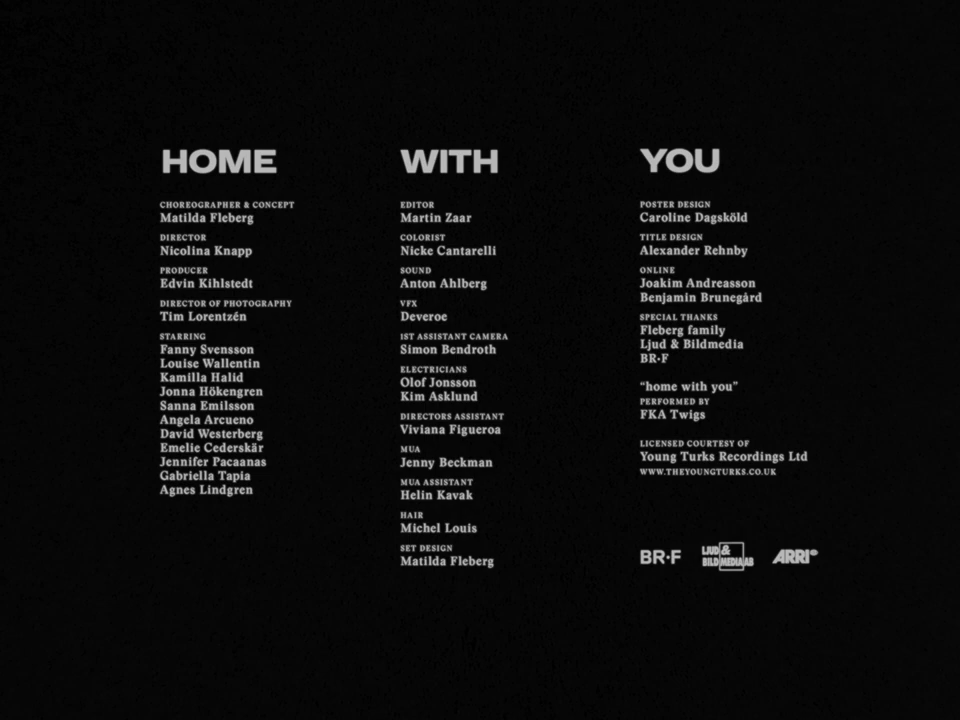 HOME
CHOREOGRAPHER & CONCEPT
Matilda Fleberg
DIRECTOR
Nicolina Knapp
PRODUCER
Edvin Kihlstedt
DIRECTOR OF PHOTOGRAPHY
Tim Lorentzén
STARRING
Fanny Svensson
Louise Wallentin
Kamilla Halid
Jonna Hökengren
Sanna Emilsson
Angela Arcueno
David Westerberg
Emelie Cederskär
Jennifer Pacaanas
Gabriella Tapia
Agnes Lindgren
WITH
EDITOR
Martin Zaar
COLORIST
Nicke Cantarelli
SOUND
Anton Ahlberg
VFX
Deveroe
1ST ASSISTANT CAMERA
Simon Bendroth
ELECTRICIANS
Olof Jonsson
Kim Asklund
DIRECTORS ASSISTANT
Viviana Figueroa
MUA
Jenny Beckman
MUA ASSISTANT
Helin Kavak
HAIR
Michel Louis
SET DESIGN
Matilda Fleberg
YOU
POSTER DESIGN
Caroline Dagsköld
TITLE DESIGN
Alexander Rehnby
ONLINE
Joakim Andreasson
Benjamin Brunegård
SPECIAL THANKS
Fleberg family
Ljud & Bildmedia
BR·F
“home with you”
PERFORMED BY
FKA Twigs
LICENSED COURTESY OF
Young Turks Recordings Ltd
WWW.THEYOUNGTURKS.CO.UK
BR·F
LJUD &
BILD MEDIA AB
ARRI®